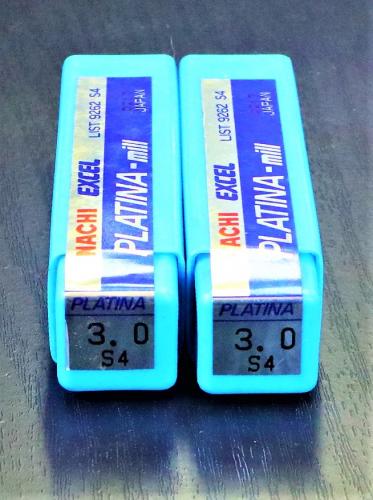 NACHI EXCEL LIST 9262 S4
PLATINA-mill JAPAN
PLATINA
3.0
S4
ACHI EXCEL LIST 9262 S4
PLATINA-mill JAPAN
PLATINA
3.0
S4